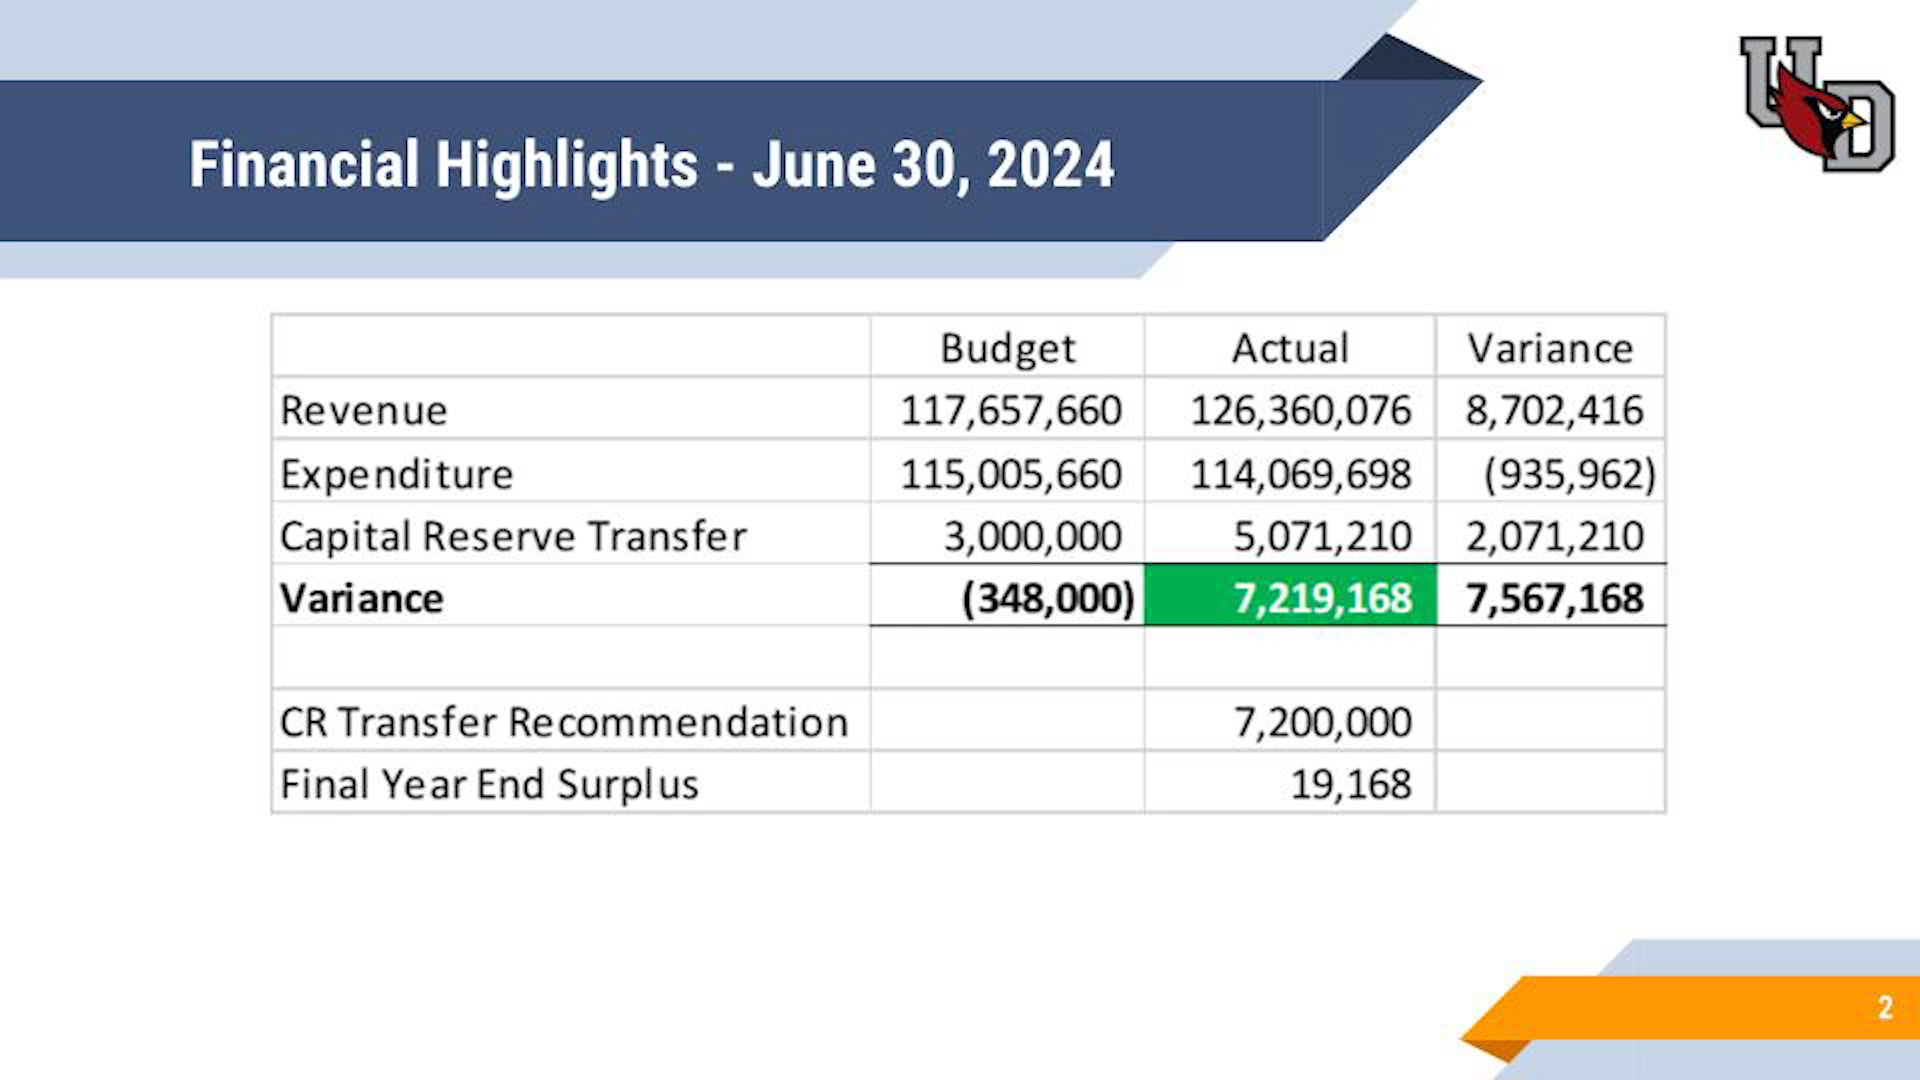 UD
Financial Highlights - June 30, 2024
Budget Actual Variance
Revenue 117,657,660 126,360,076 8,702,416
Expenditure 115,005,660 114,069,698 (935,962)
Capital Reserve Transfer 3,000,000 5,071,210 2,071,210
Variance (348,000) 7,219,168 7,567,168
CR Transfer Recommendation 7,200,000
Final Year End Surplus 19,168
2